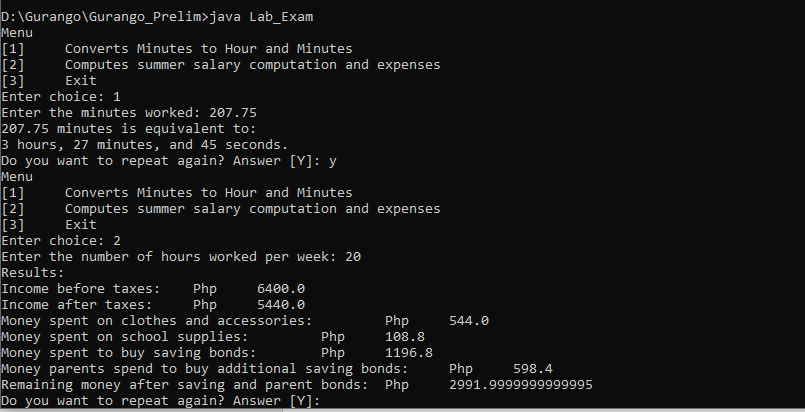 D:\Gurango\Gurango_Prelim>java Lab_Exam
Menu
[1]     Converts Minutes to Hour and Minutes
[2]     Computes summer salary computation and expenses
[3]     Exit
Enter choice: 1
Enter the minutes worked: 207.75
207.75 minutes is equivalent to:
3 hours, 27 minutes, and 45 seconds.
Do you want to repeat again? Answer [Y]: y
Menu
[1]     Converts Minutes to Hour and Minutes
[2]     Computes summer salary computation and expenses
[3]     Exit
Enter choice: 2
Enter the number of hours worked per week: 20
Results:
Income before taxes:    Php     6400.0
Income after taxes:     Php     5440.0
Money spent on clothes and accessories:         Php     544.0
Money spent on school supplies:         Php     108.8
Money spent to buy saving bonds:        Php     1196.8
Money parents spend to buy additional saving bonds:     Php     598.4
Remaining money after saving and parent bonds:  Php     2991.9999999999995
Do you want to repeat again? Answer [Y]: